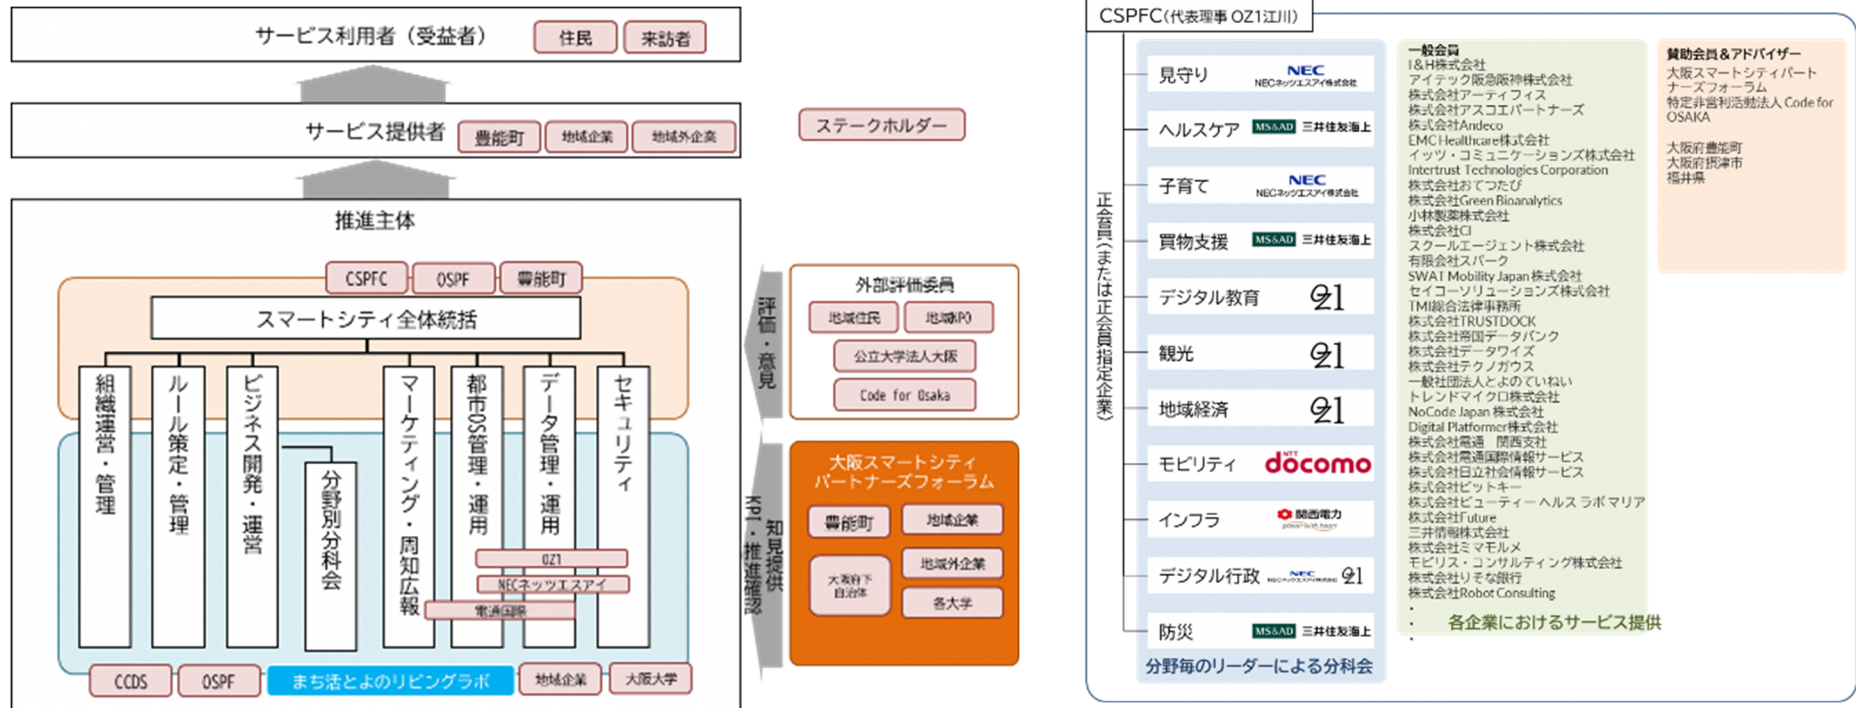 サービス利用者（受益者）
住民
来訪者
サービス提供者
豊能町
地域企業
地域外企業
ステークホルダー
推進主体
CSPFC
OSPF
豊能町
スマートシティ全体統括
組織運営・管理
ルール策定・管理
ビジネス開発・運営
分野別分科会
マーケティング・周知広報
都市OS管理・運用
データ管理・運用
セキュリティ
OZ1
NECネッツエスアイ
電通国際
CCDS
OSPF
まち活とよのリビングラボ
地域企業
大阪大学
評価・意見
外部評価委員
地域住民
地域NPO
公立大学法人大阪
Code for Osaka
知見提供
KPI・推進確認
大阪スマートシティ
パートナーズフォーラム
豊能町
地域企業
大阪府下
自治体
地域外企業
各大学
CSPFC(代表理事 OZ1江川)
正会員(または正会員指定企業)
見守り
NEC
NECネッツエスアイ株式会社
ヘルスケア
MS&AD 三井住友海上
子育て
NEC
NECネッツエスアイ株式会社
買物支援
MS&AD 三井住友海上
デジタル教育
OZ1
観光
OZ1
地域経済
OZ1
モビリティ
NTT
docomo
インフラ
関西電力
power with heart
デジタル行政
NEC
NECネッツエスアイ株式会社
OZ1
防災
MS&AD 三井住友海上
分野毎のリーダーによる分科会
一般会員
I&H株式会社
アイテック阪急阪神株式会社
株式会社アーティフィス
株式会社アスコエパートナーズ
株式会社Andeco
EMC Healthcare株式会社
イッツ・コミュニケーションズ株式会社
Intertrust Technologies Corporation
株式会社おてつたび
株式会社Green Bioanalytics
小林製薬株式会社
株式会社CI
スクールエージェント株式会社
有限会社スパーク
SWAT Mobility Japan 株式会社
セイコーソリューションズ株式会社
TMI総合法律事務所
株式会社TRUSTDOCK
株式会社帝国データバンク
株式会社データワイズ
株式会社テクノガウス
一般社団法人とよのていねい
トレンドマイクロ株式会社
NoCode Japan 株式会社
Digital Platformer株式会社
株式会社電通　関西支社
株式会社電通国際情報サービス
株式会社日立社会情報サービス
株式会社ビットキー
株式会社ビューティー ヘルス ラボ マリア
株式会社Future
三井情報株式会社
株式会社ミマモルメ
モビリス・コンサルティング株式会社
株式会社りそな銀行
株式会社Robot Consulting
・
・
・
各企業におけるサービス提供
賛助会員＆アドバイザー
大阪スマートシティパート
ナーズフォーラム
特定非営利活動法人 Code for
OSAKA
大阪府豊能町
大阪府摂津市
福井県